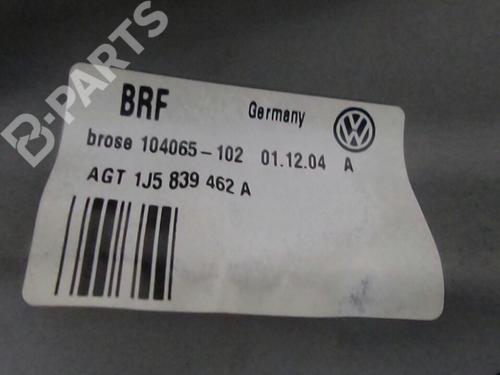 B-PARTS
BRF Germany
brose 104065-102 01.12.04 A
AGT 1J5 839 462 A